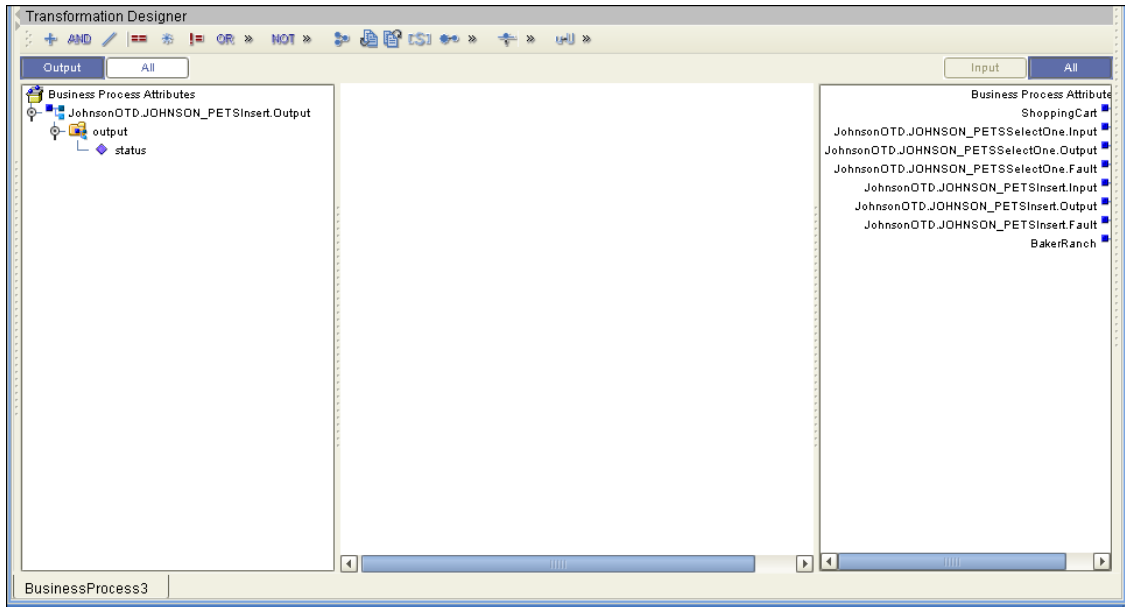 Transformation Designer
AND == != OR » NOT » [S] » » »
Output All Input All
Business Process Attributes
JohnsonOTD.JOHNSON_PETSInsert.Output
output
status
Business Process Attribute
ShoppingCart
JohnsonOTD.JOHNSON_PETSSelectOne.Input
JohnsonOTD.JOHNSON_PETSSelectOne.Output
JohnsonOTD.JOHNSON_PETSSelectOne.Fault
JohnsonOTD.JOHNSON_PETSInsert.Input
JohnsonOTD.JOHNSON_PETSInsert.Output
JohnsonOTD.JOHNSON_PETSInsert.Fault
BakerRanch
BusinessProcess3